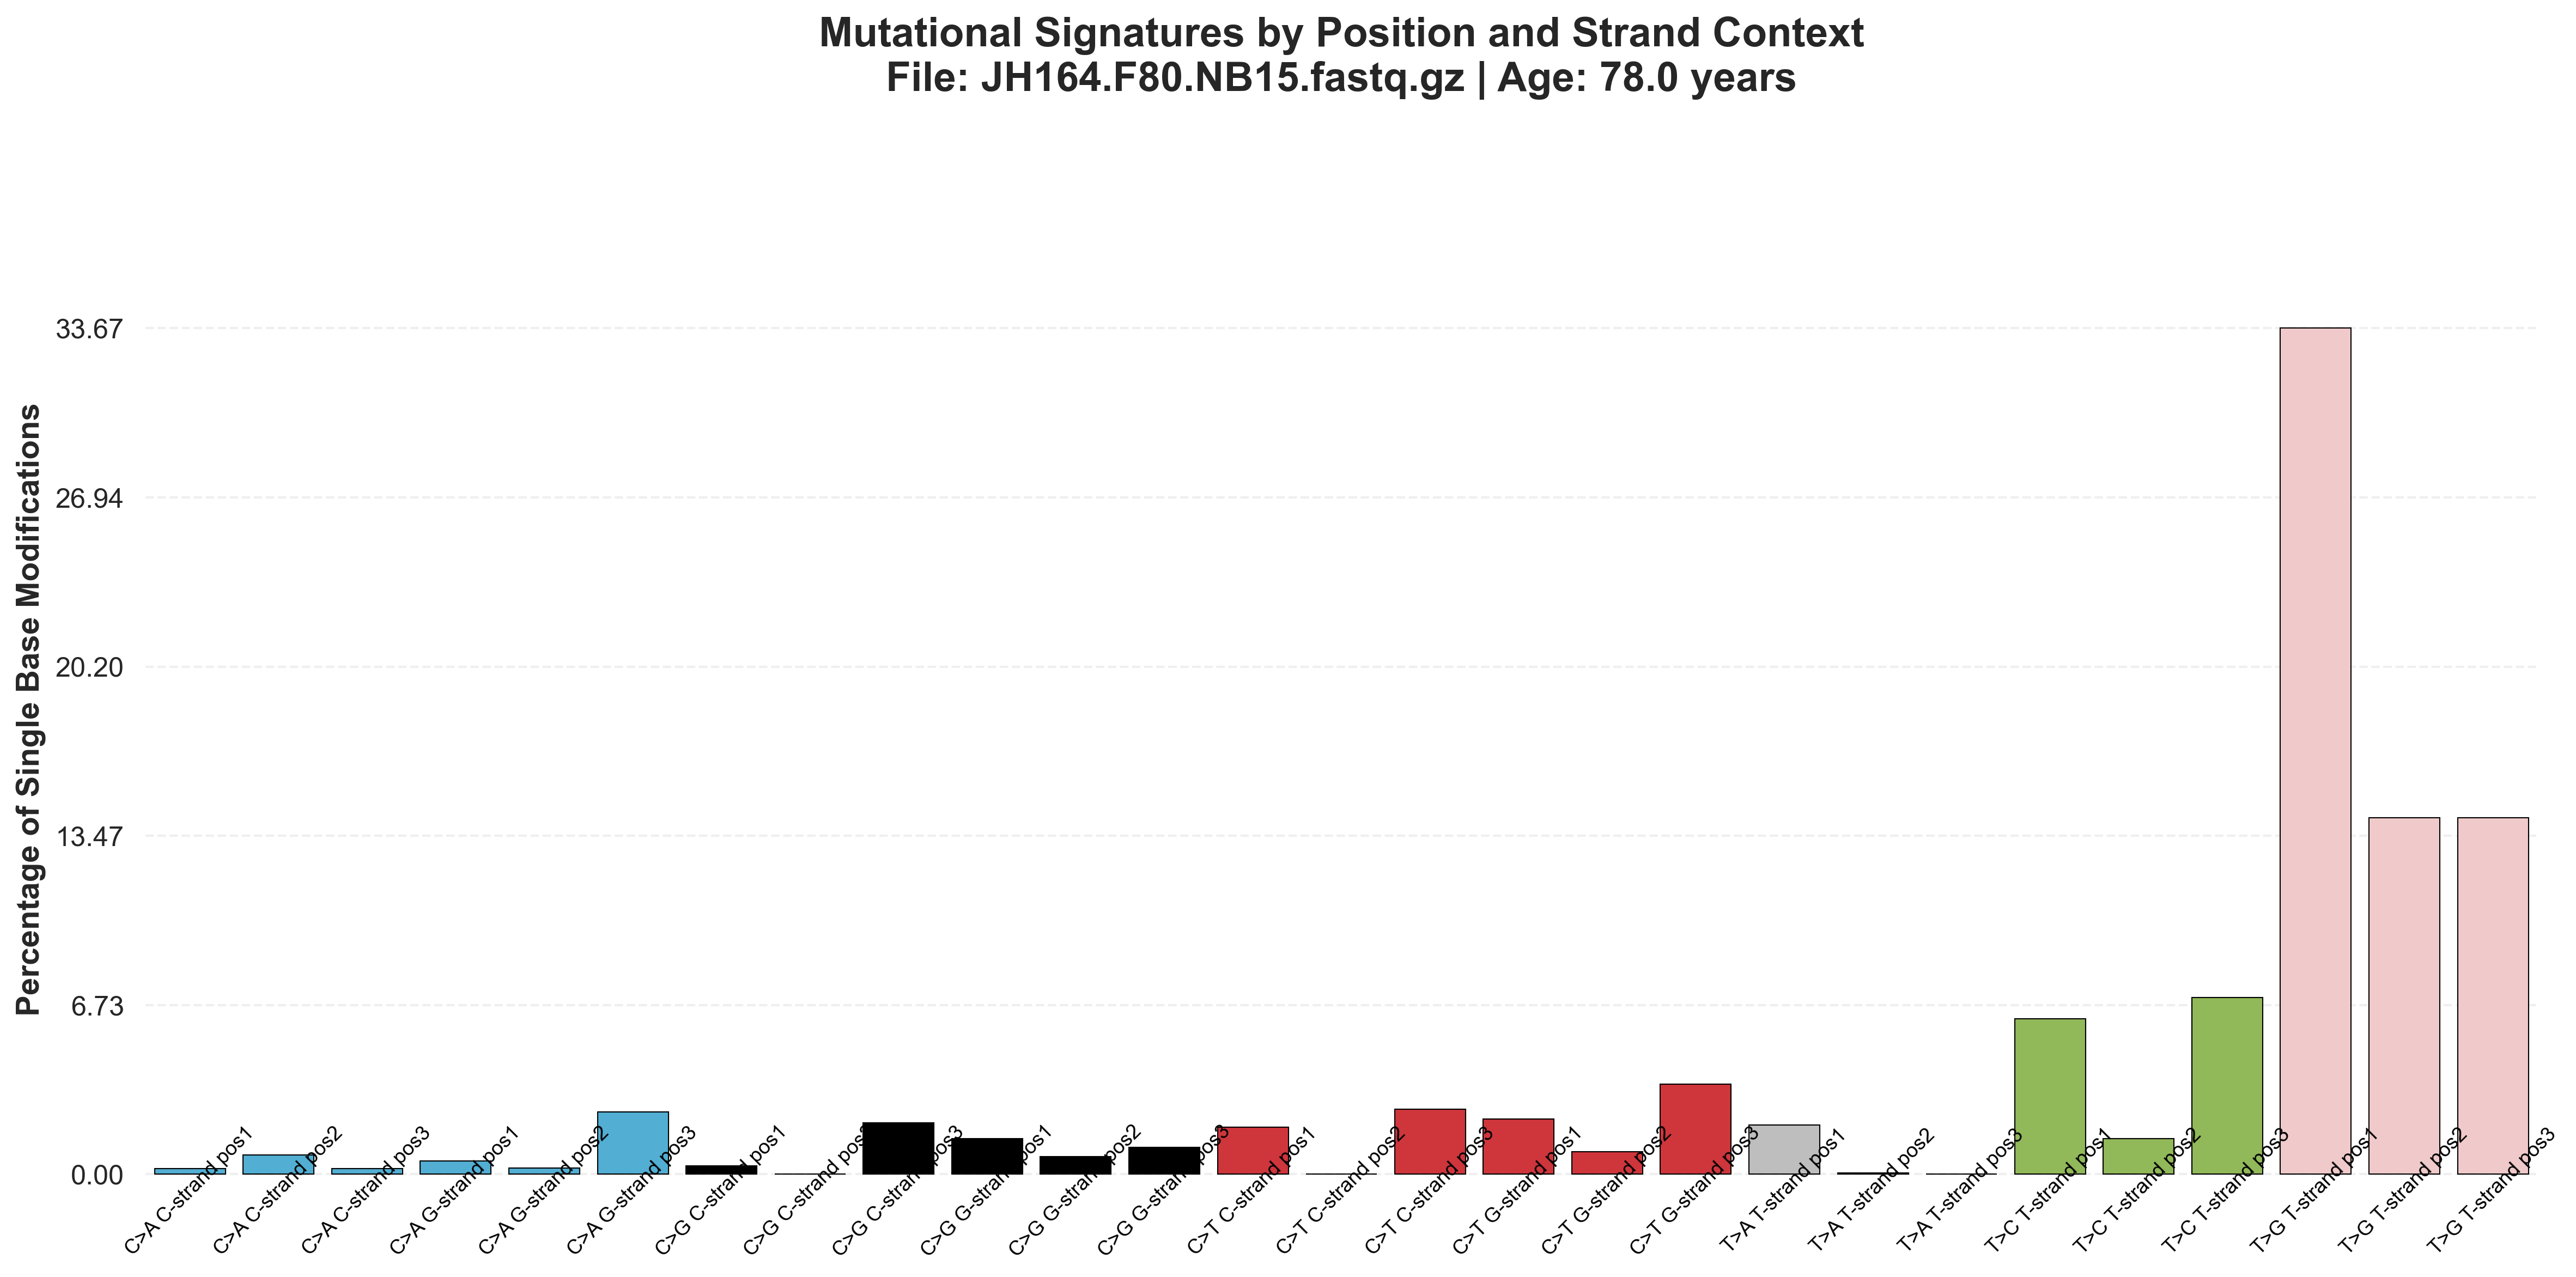 Mutational Signatures by Position and Strand Context
File: JH164.F80.NB15.fastq.gz | Age: 78.0 years
Percentage of Single Base Modifications
33.67
26.94
20.20
13.47
6.73
0.00
C>A C-strand pos1
C>A C-strand pos2
C>A C-strand pos3
C>A G-strand pos1
C>A G-strand pos2
C>A G-strand pos3
C>G C-strand pos1
C>G C-strand pos2
C>G C-strand pos3
C>G G-strand pos1
C>G G-strand pos2
C>G G-strand pos3
C>T C-strand pos1
C>T C-strand pos2
C>T C-strand pos3
C>T G-strand pos1
C>T G-strand pos2
C>T G-strand pos3
T>A T-strand pos1
T>A T-strand pos2
T>A T-strand pos3
T>C T-strand pos1
T>C T-strand pos2
T>C T-strand pos3
T>G T-strand pos1
T>G T-strand pos2
T>G T-strand pos3